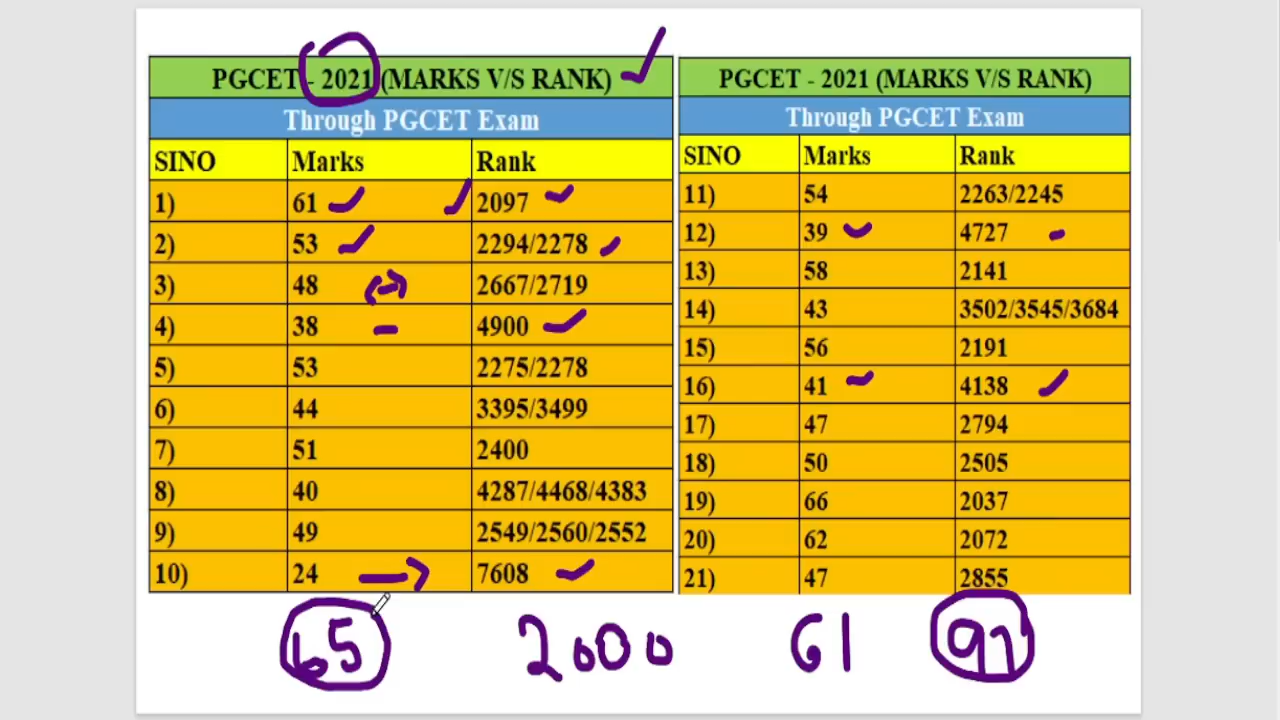 PGCET - 2021 (MARKS V/S RANK)
Through PGCET Exam
SINO Marks Rank
1) 61 2097
2) 53 2294/2278
3) 48 2667/2719
4) 38 4900
5) 53 2275/2278
6) 44 3395/3499
7) 51 2400
8) 40 4287/4468/4383
9) 49 2549/2560/2552
10) 24 7608
PGCET - 2021 (MARKS V/S RANK)
Through PGCET Exam
SINO Marks Rank
11) 54 2263/2245
12) 39 4727
13) 58 2141
14) 43 3502/3545/3684
15) 56 2191
16) 41 4138
17) 47 2794
18) 50 2505
19) 66 2037
20) 62 2072
21) 47 2855
65 2000 61 97